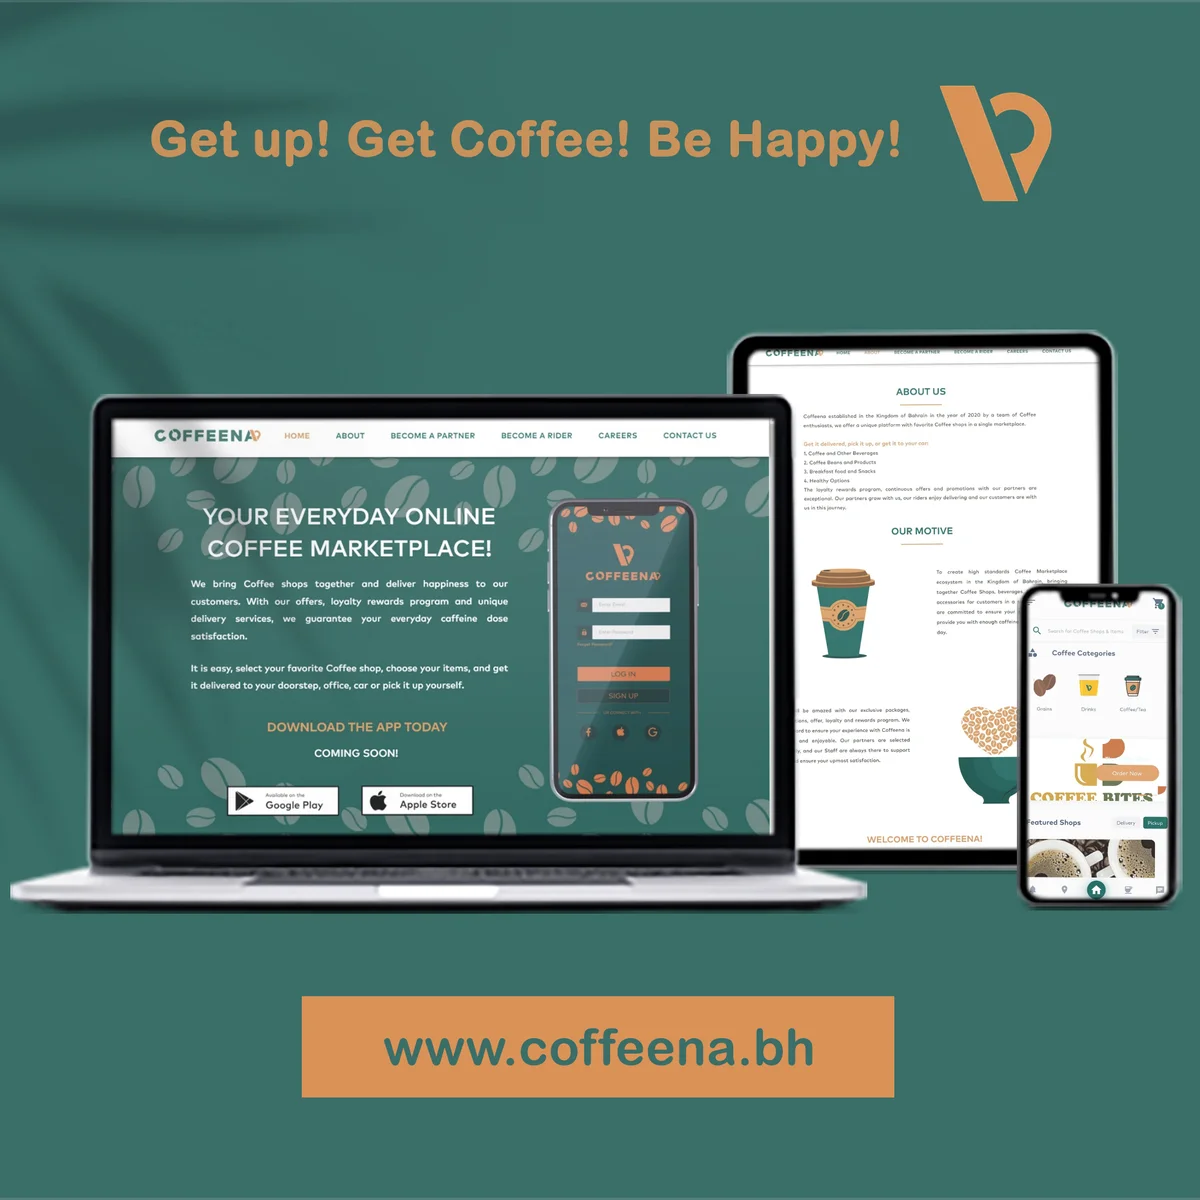 Get up! Get Coffee! Be Happy!
COFFEENA
HOME
ABOUT
BECOME A PARTNER
BECOME A RIDER
CAREERS
CONTACT US
YOUR EVERYDAY ONLINE
COFFEE MARKETPLACE!
We bring Coffee shops together and deliver happiness to our
customers. With our offers, loyalty rewards program and unique
delivery services, we guarantee your everyday caffeine dose
satisfaction.
It is easy, select your favorite Coffee shop, choose your items, and get
it delivered to your doorstep, office, car or pick it up yourself.
DOWNLOAD THE APP TODAY
COMING SOON!
Available on the
Google Play
Download on the
Apple Store
COFFEENA
LOG IN
SIGN UP
COFFEENA
HOME
ABOUT
BECOME A PARTNER
BECOME A RIDER
CAREERS
CONTACT US
ABOUT US
Coffeena established in the Kingdom of Bahrain in the year of 2020 by a team of Coffee
enthusiasts, we offer a unique platform with favorite Coffee shops in a single marketplace.
Get it delivered, pick it up, or get it to your car:
1. Coffee and Other Beverages
2. Coffee Beans and Products
3. Breakfast food and Snacks
4. Healthy Options
The loyalty rewards program, continuous offers and promotions with our partners are
exceptional. Our partners grow with us, our riders enjoy delivering and our customers are with
us in this journey.
OUR MOTIVE
To create high standards Coffee Marketplace
ecosystem in the Kingdom of Bahrain, bringing
together Coffee Shops, beverages,
accessories for customers in a
are committed to ensure your
provide you with enough caffeine
day.
be amazed with our exclusive packages,
offer, loyalty and rewards program. We
to ensure your experience with Coffeena is
and enjoyable. Our partners are selected
and our Staff are always there to support
ensure your upmost satisfaction.
WELCOME TO COFFEENA!
COFFEENA
Search for Coffee Shops & Items
Filter
Coffee Categories
Grains
Drinks
Coffee/Tea
Order Now
COFFEE BITES
Featured Shops
Delivery
Pickup
www.coffeena.bh